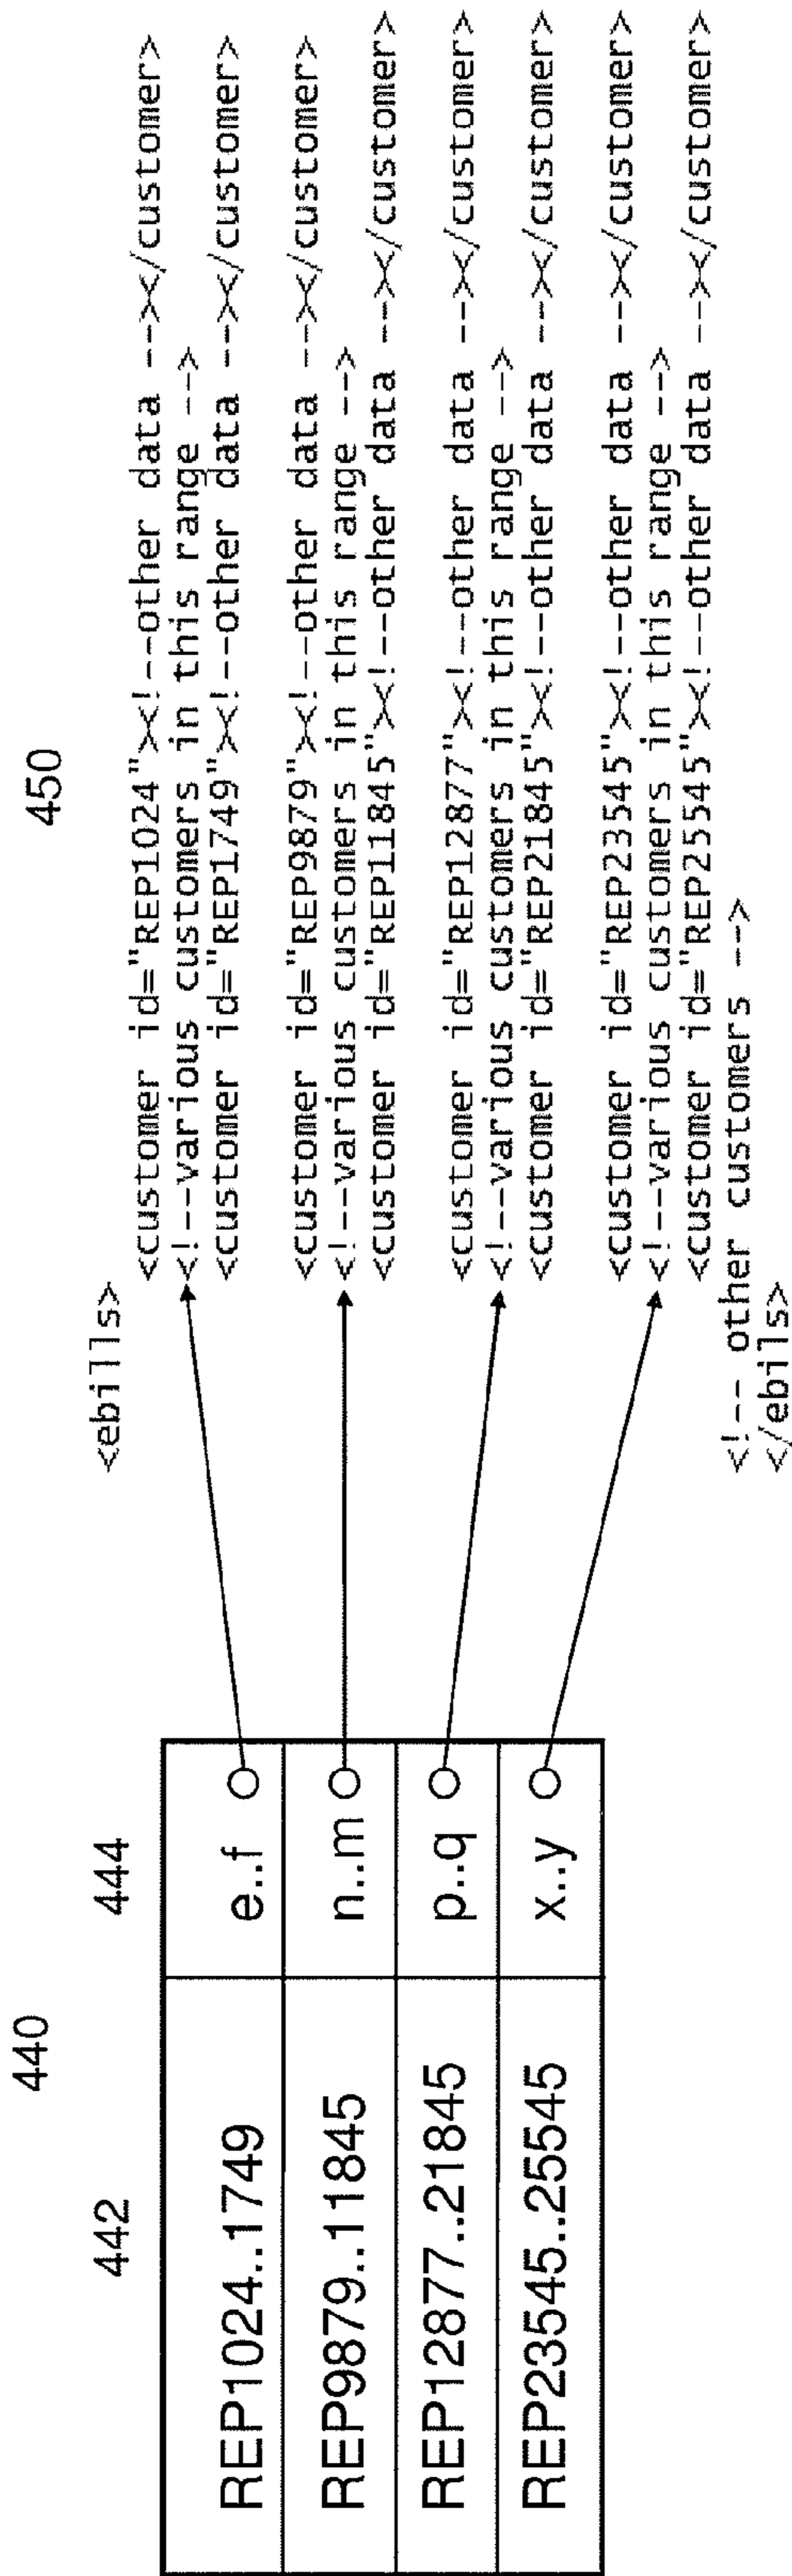 440
442
444
REP1024..1749
e..f
REP9879..11845
n..m
REP12877..21845
p..q
REP23545..25545
x..y
450
<ebills>
<customer id="REP1024"><!--other data --></customer>
<!--various customers in this range -->
<customer id="REP1749"><!--other data --></customer>
<customer id="REP9879"><!--other data --></customer>
<!--various customers in this range -->
<customer id="REP11845"><!--other data --></customer>
<customer id="REP12877"><!--other data --></customer>
<!--various customers in this range -->
<customer id="REP21845"><!--other data --></customer>
<customer id="REP23545"><!--other data --></customer>
<!--various customers in this range -->
<customer id="REP25545"><!--other data --></customer>
<!-- other customers -->
</ebils>